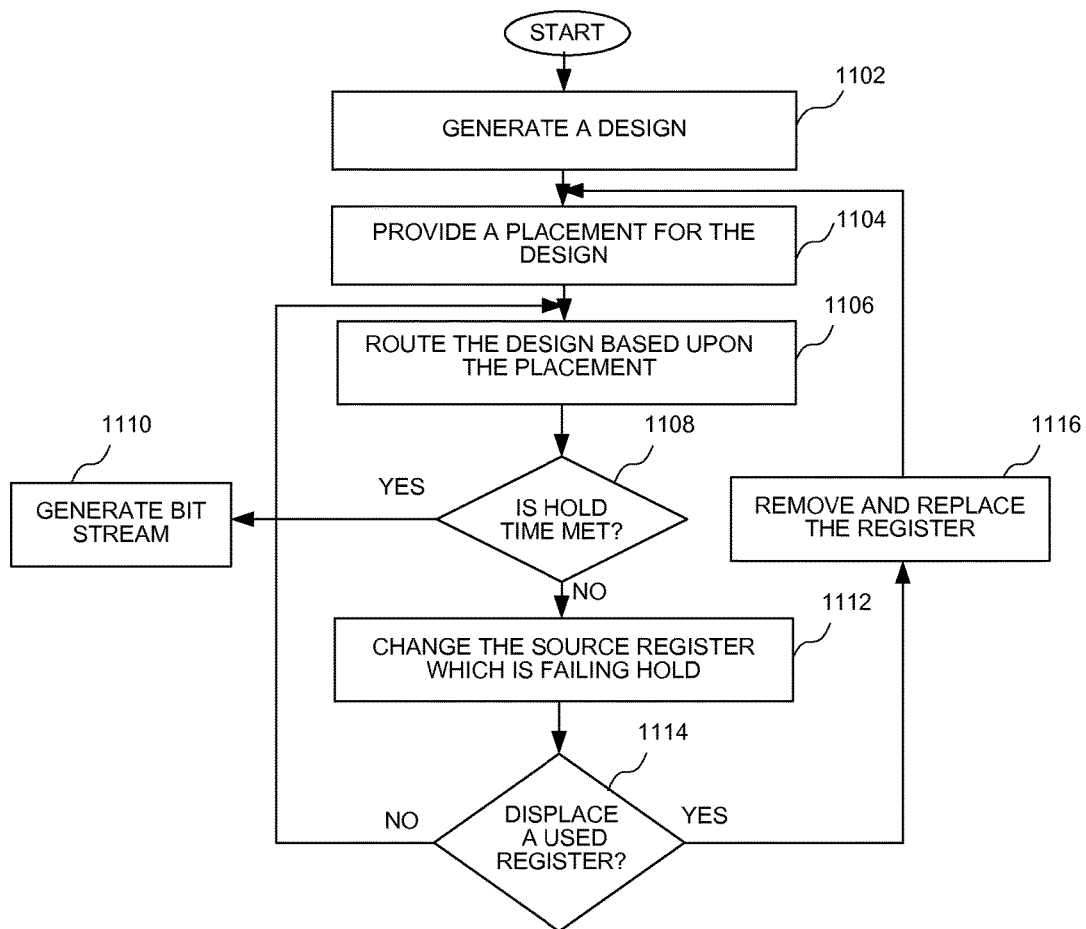 START
1102
GENERATE A DESIGN
PROVIDE A PLACEMENT FOR THE
DESIGN
1104
1106
ROUTE THE DESIGN BASED UPON
THE PLACEMENT
1110
1108
1116
YES
GENERATE BIT
STREAM
IS HOLD
TIME MET?
REMOVE AND REPLACE
THE REGISTER
NO
1112
CHANGE THE SOURCE REGISTER
WHICH IS FAILING HOLD
1114
NO
DISPLACE
A USED
REGISTER?
YES